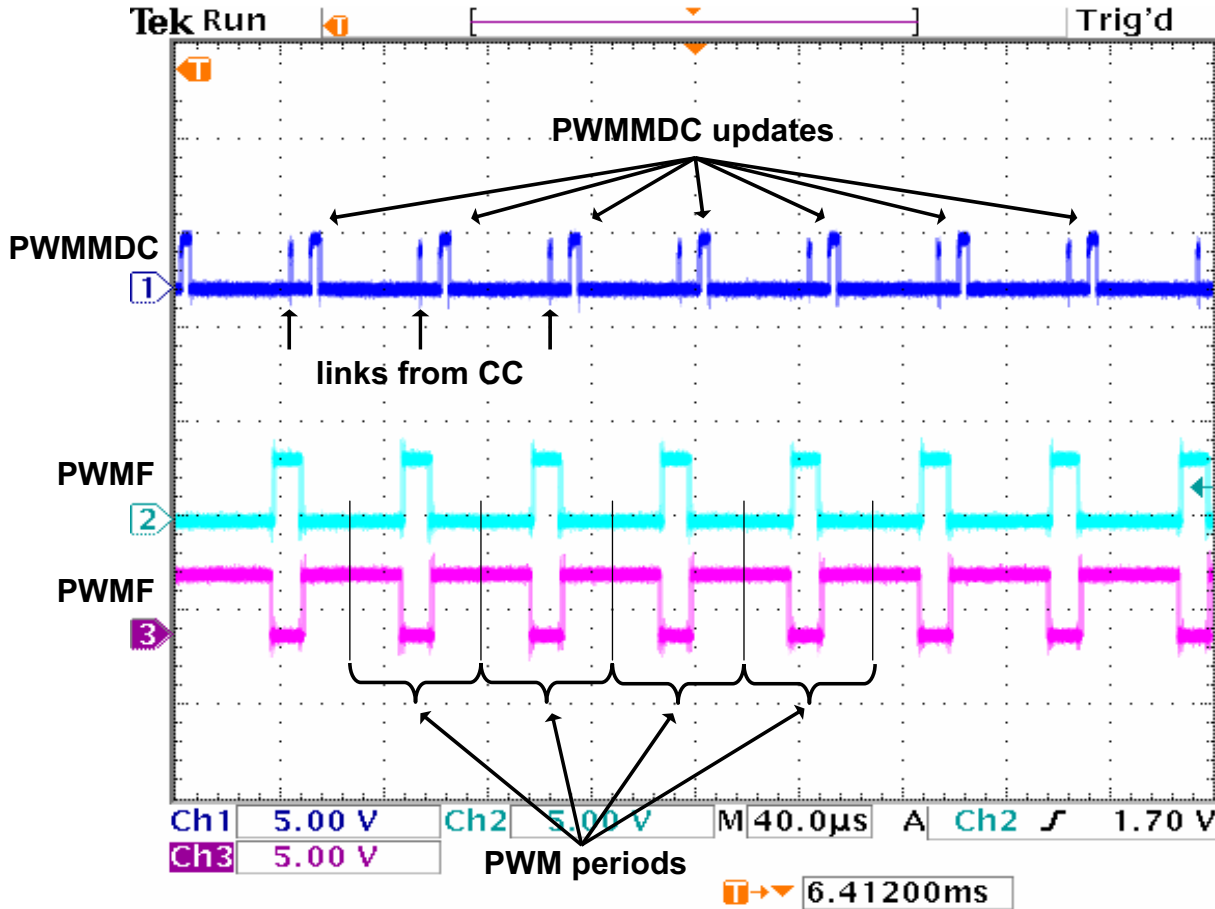 Tek Run T Trig'd
T
PWMMDC updates
PWMMDC
1
links from CC
PWMF
2
PWMF
3
Ch1 5.00 V Ch2 5.00 V M 40.0µs A Ch2 1.70 V
Ch3 5.00 V
PWM periods
T 6.41200ms